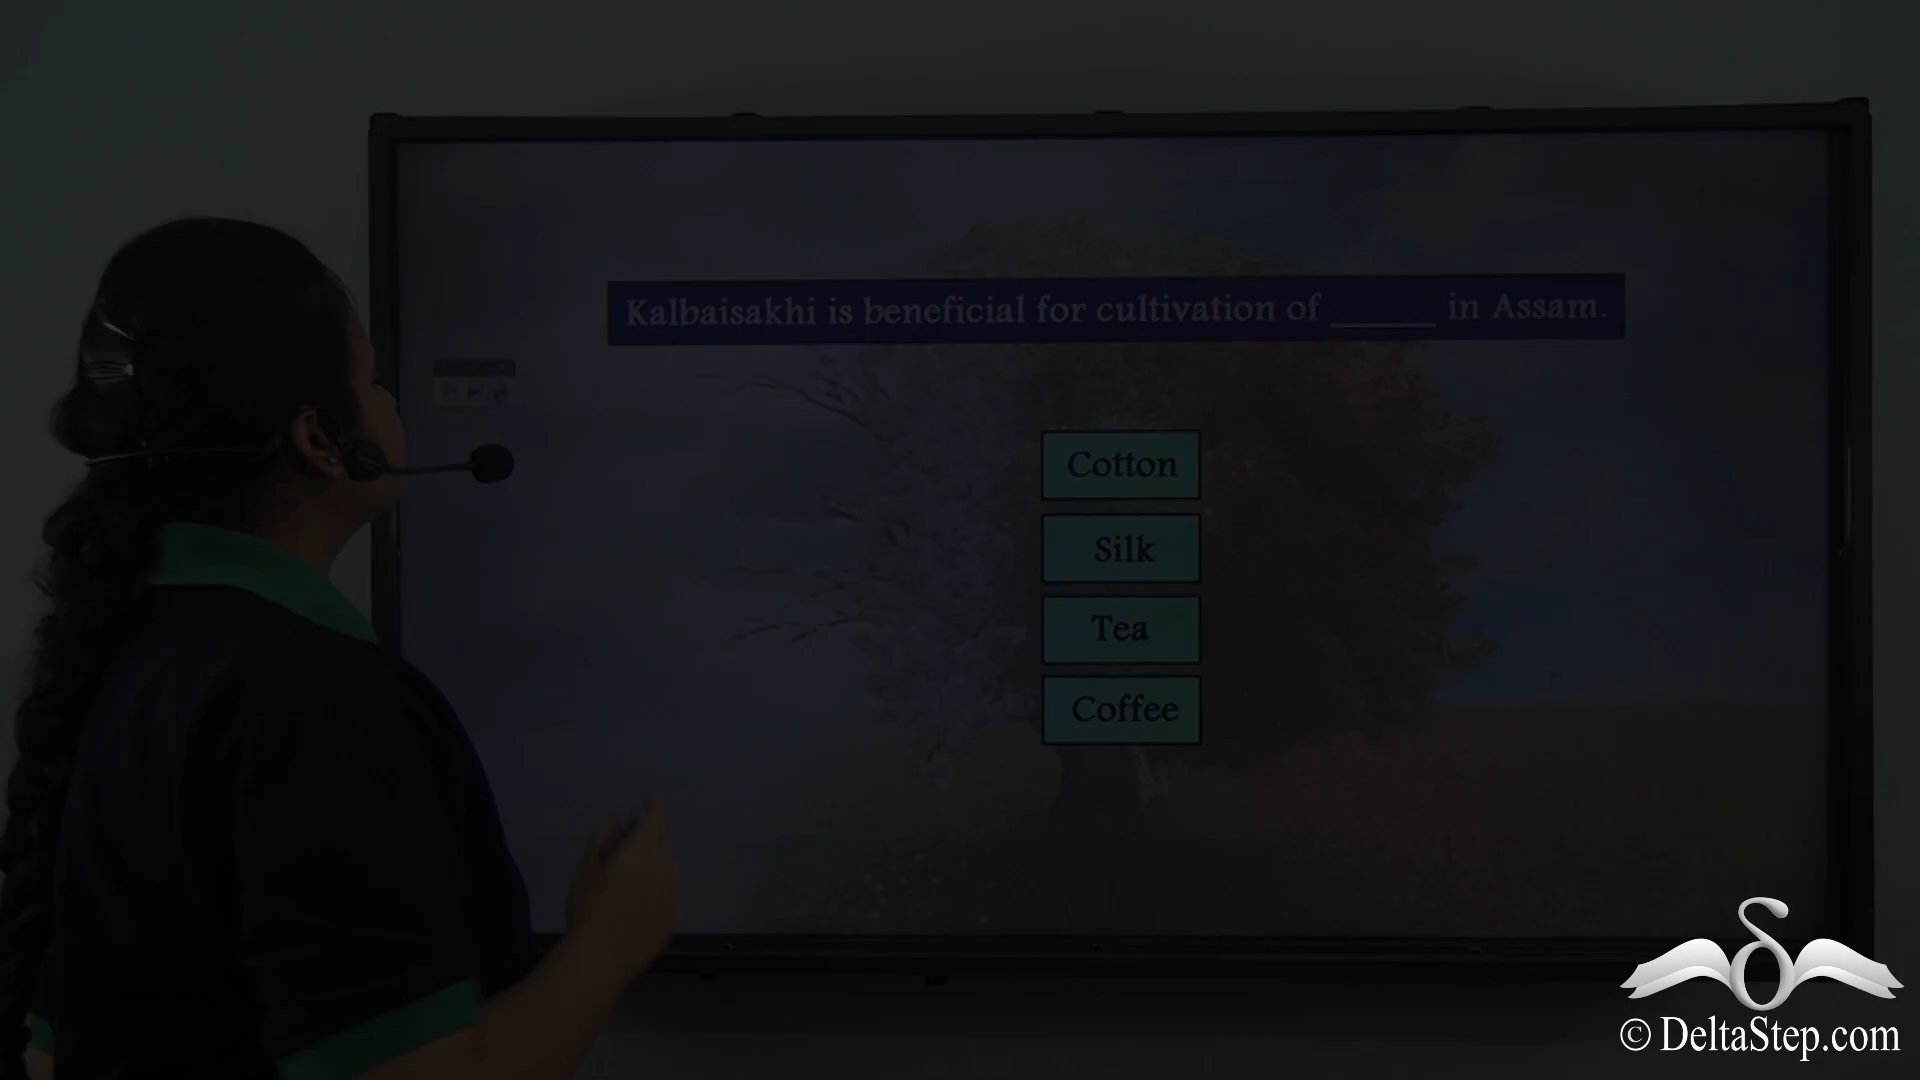 Kalbaisakhi is beneficial for cultivation of ______ in Assam.
Cotton
Silk
Tea
Coffee
© DeltaStep.com